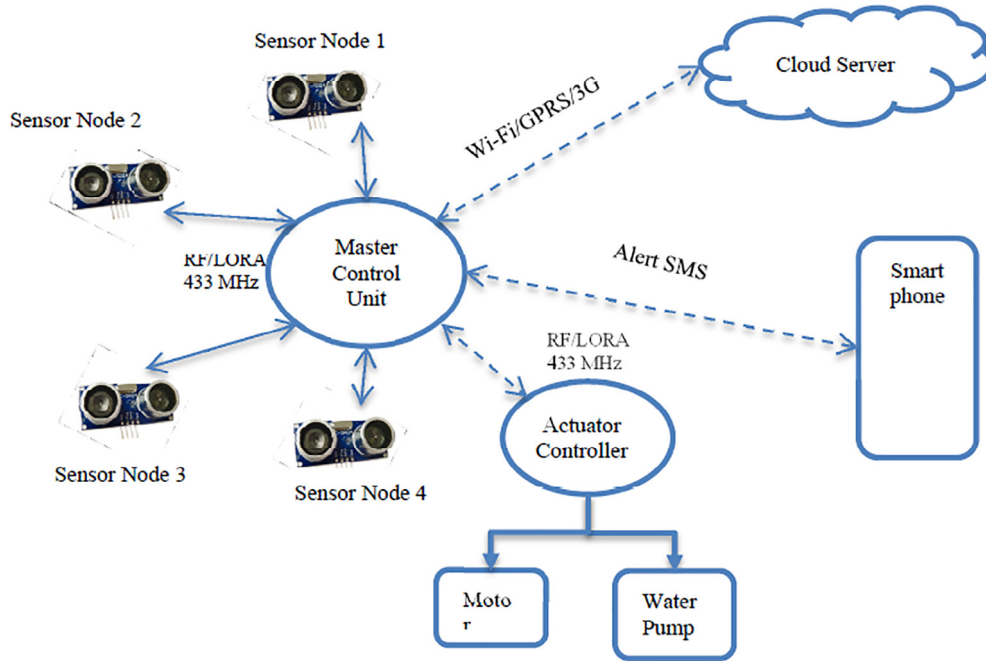 Sensor Node 1
Cloud Server
Wi-Fi/GPRS/3G
Sensor Node 2
RF/LORA
433 MHz
Master
Control
Unit
Alert SMS
Smart
phone
RF/LORA
433 MHz
Sensor Node 3
Sensor Node 4
Actuator
Controller
Moto
r
Water
Pump